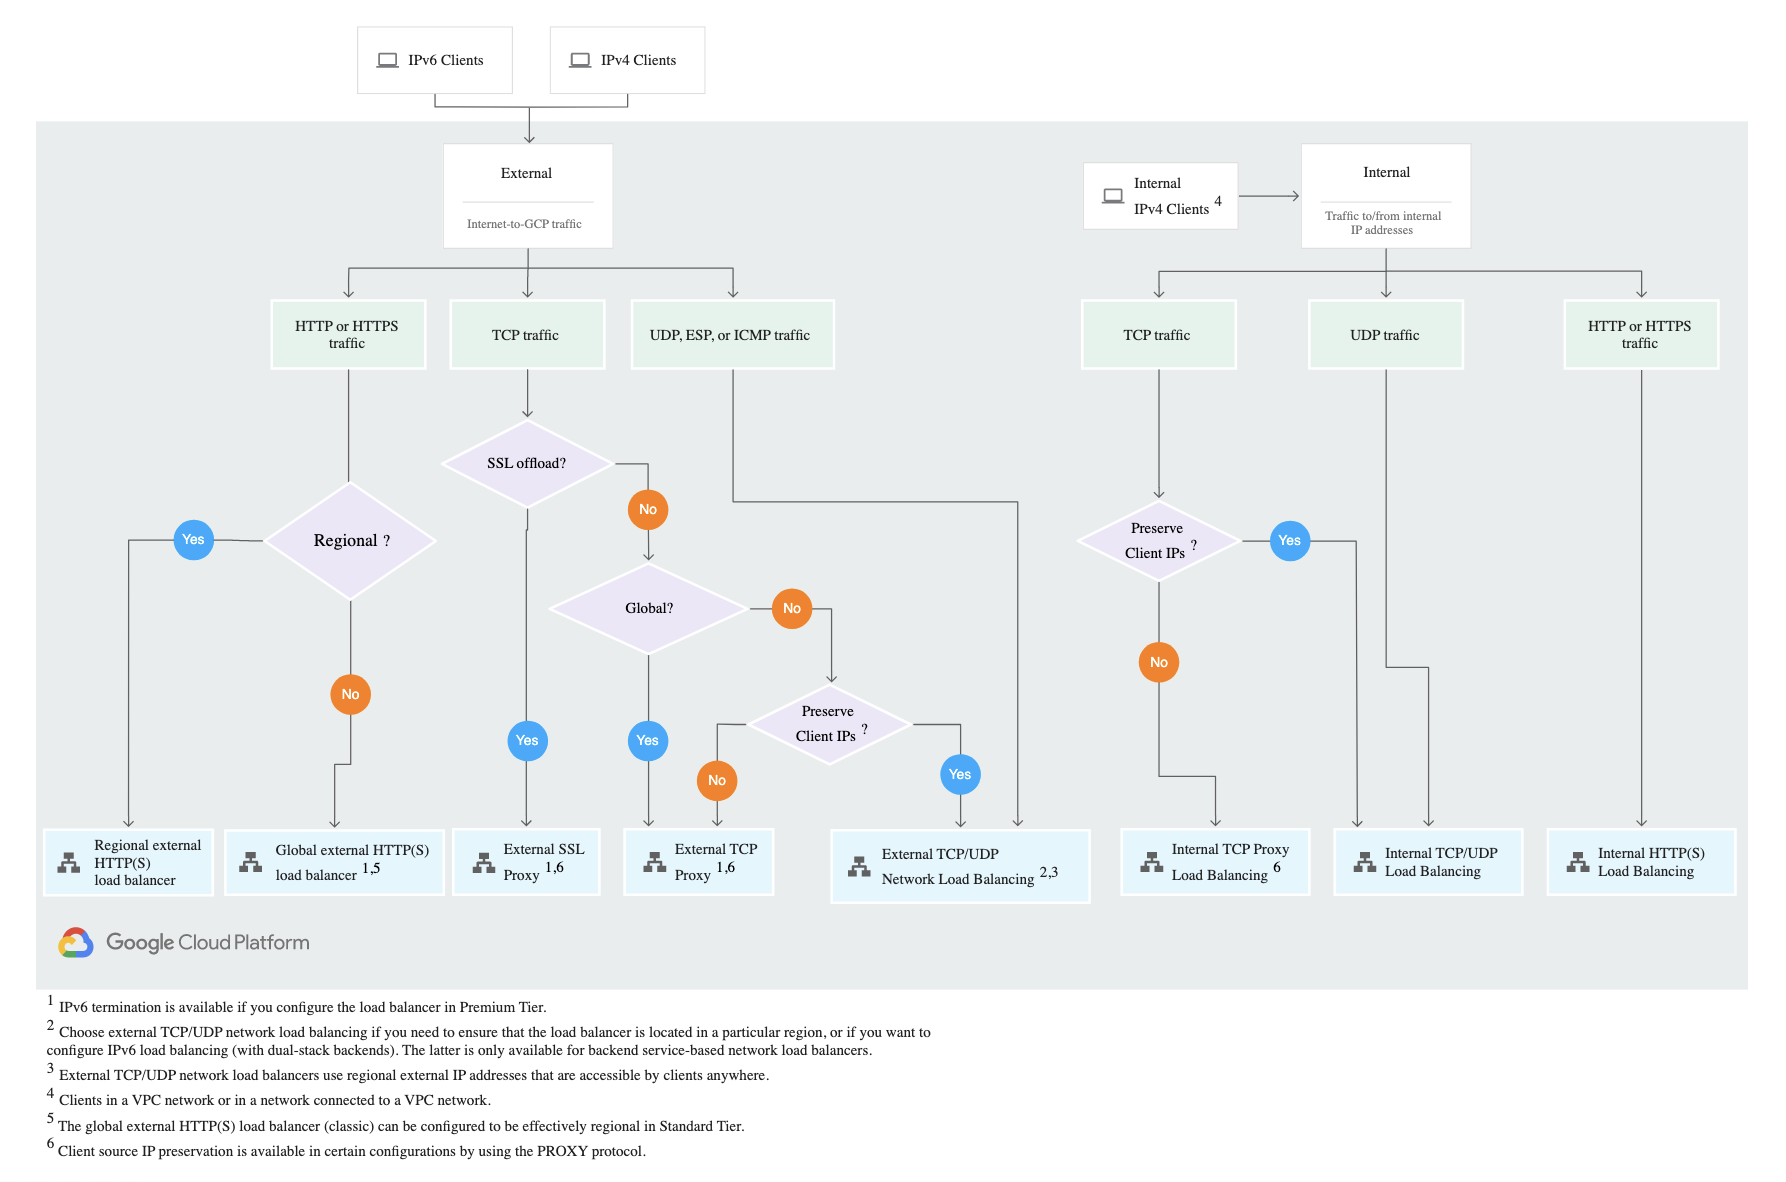 IPv6 Clients
IPv4 Clients
External
Internet-to-GCP traffic
Internal
IPv4 Clients 4
Internal
Traffic to/from internal
IP addresses
HTTP or HTTPS
traffic
TCP traffic
UDP, ESP, or ICMP traffic
TCP traffic
UDP traffic
HTTP or HTTPS
traffic
SSL offload?
No
Yes
Regional ?
Preserve
Client IPs ?
Yes
Global?
No
No
No
Preserve
Client IPs ?
Yes
Yes
No
Yes
Regional external
HTTP(S)
load balancer
Global external HTTP(S)
load balancer 1,5
External SSL
Proxy 1,6
External TCP
Proxy 1,6
External TCP/UDP
Network Load Balancing 2,3
Internal TCP Proxy
Load Balancing 6
Internal TCP/UDP
Load Balancing
Internal HTTP(S)
Load Balancing
Google Cloud Platform
1 IPv6 termination is available if you configure the load balancer in Premium Tier.
2 Choose external TCP/UDP network load balancing if you need to ensure that the load balancer is located in a particular region, or if you want to
configure IPv6 load balancing (with dual-stack backends). The latter is only available for backend service-based network load balancers.
3 External TCP/UDP network load balancers use regional external IP addresses that are accessible by clients anywhere.
4 Clients in a VPC network or in a network connected to a VPC network.
5 The global external HTTP(S) load balancer (classic) can be configured to be effectively regional in Standard Tier.
6 Client source IP preservation is available in certain configurations by using the PROXY protocol.